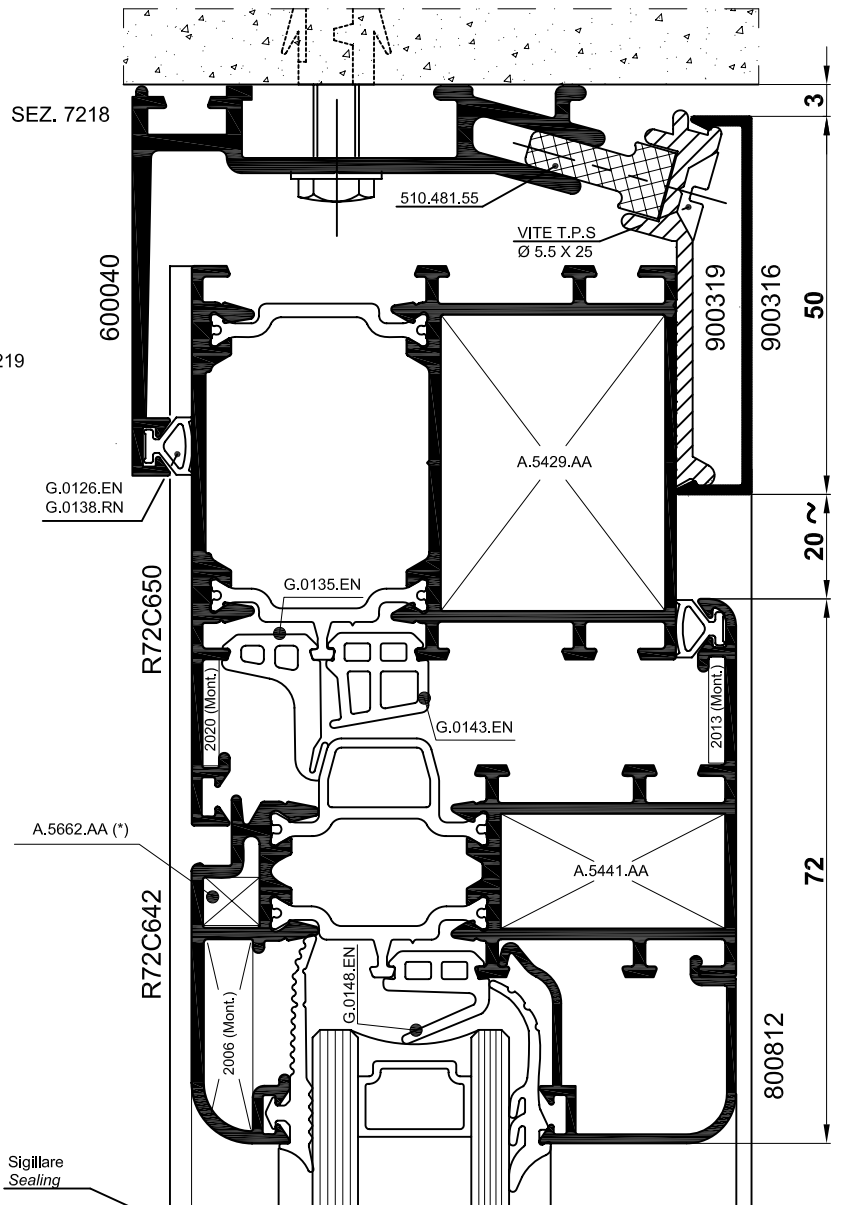 SEZ. 7218
3
510.481.55
VITE T.P.S
Ø 5.5 X 25
600040
900319
900316
50
219
A.5429.AA
G.0126.EN
G.0138.RN
20 ~
G.0135.EN
R72C650
2020 (Mont.)
2013 (Mont.)
G.0143.EN
A.5662.AA (*)
A.5441.AA
72
R72C642
G.0148.EN
2006 (Mont.)
800812
Sigillare
Sealing